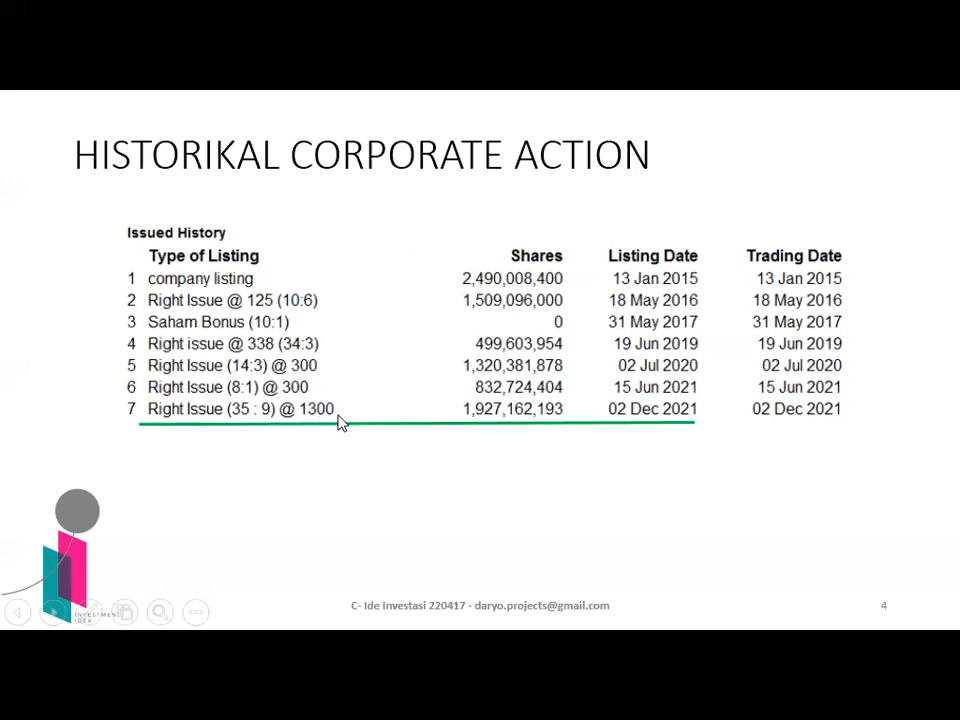 HISTORIKAL CORPORATE ACTION
Issued History
Type of Listing Shares Listing Date Trading Date
1 company listing 2,490,008,400 13 Jan 2015 13 Jan 2015
2 Right Issue @ 125 (10:6) 1,509,096,000 18 May 2016 18 May 2016
3 Saham Bonus (10:1) 0 31 May 2017 31 May 2017
4 Right issue @ 338 (34:3) 499,603,954 19 Jun 2019 19 Jun 2019
5 Right Issue (14:3) @ 300 1,320,381,878 02 Jul 2020 02 Jul 2020
6 Right Issue (8:1) @ 300 832,724,404 15 Jun 2021 15 Jun 2021
7 Right Issue (35 : 9) @ 1300 1,927,162,193 02 Dec 2021 02 Dec 2021
C- Ide Investasi 220417 - daryo.projects@gmail.com
4
IDEA